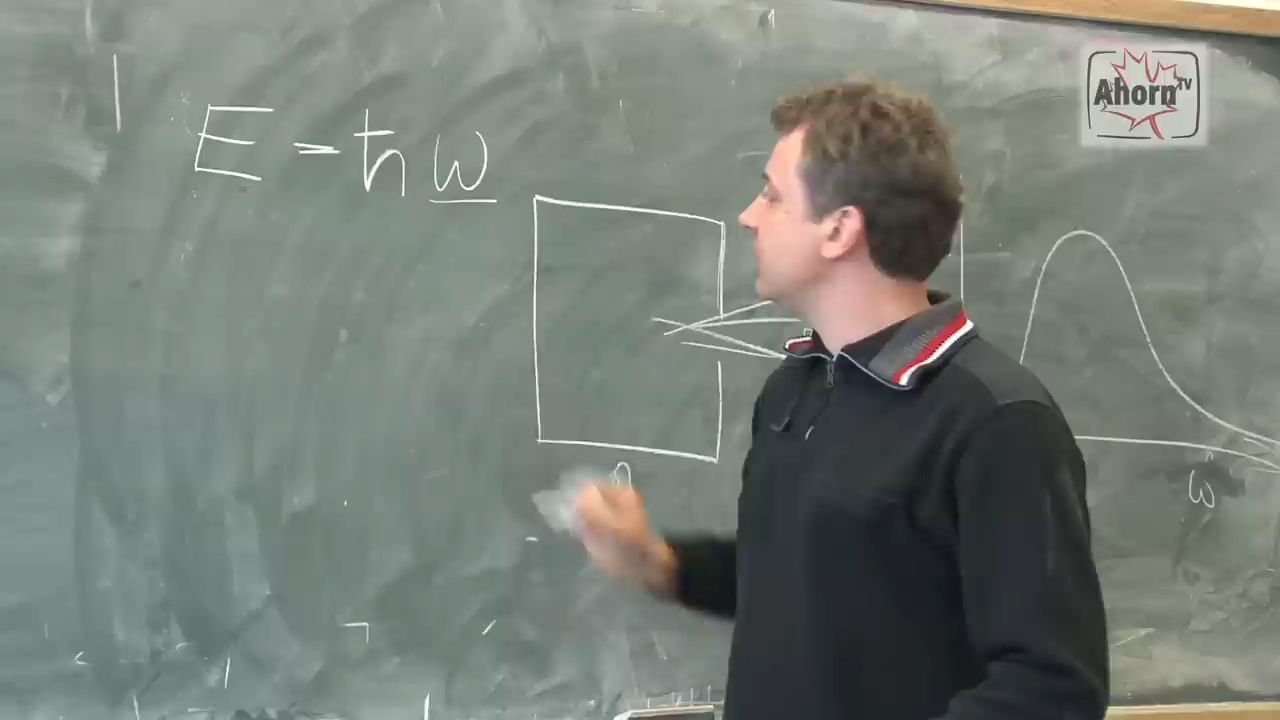 E = ħω
ω
Ahorn TV